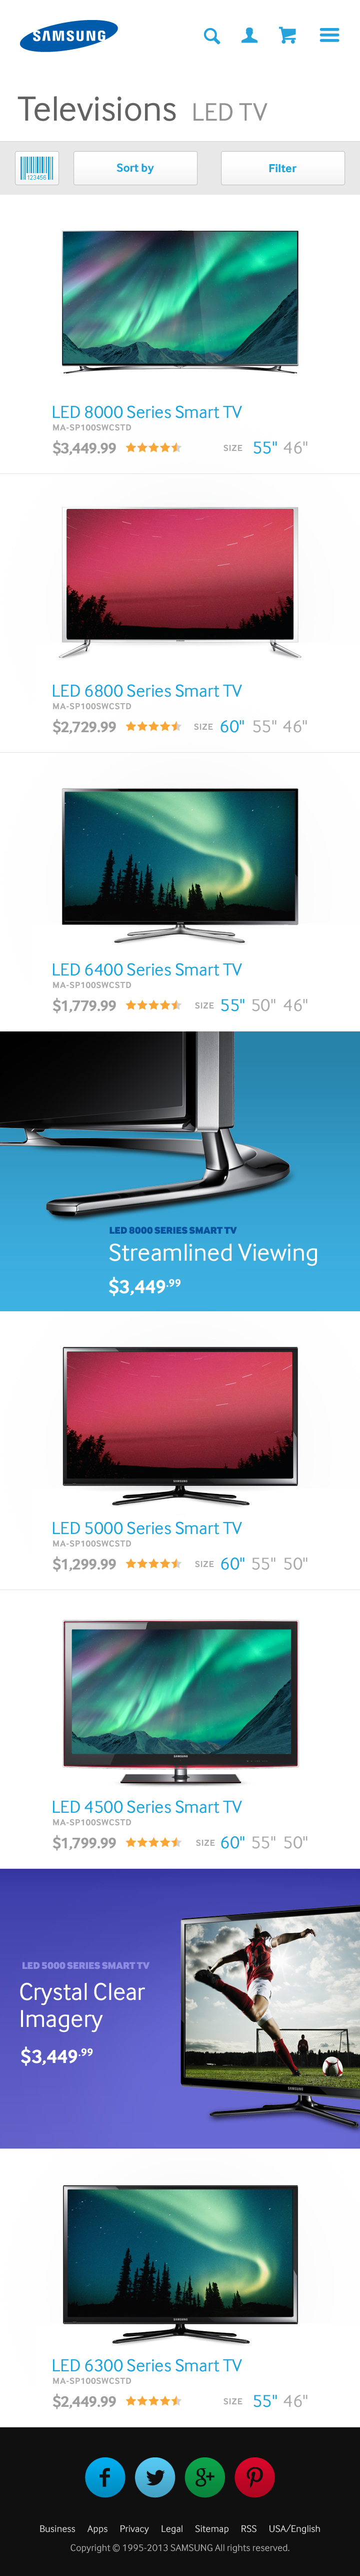 SAMSUNG
Televisions LED TV
123456 Sort by Filter
LED 8000 Series Smart TV
MA-SP100SWCSTD
$3,449.99 SIZE 55" 46"
LED 6800 Series Smart TV
MA-SP100SWCSTD
$2,729.99 SIZE 60" 55" 46"
LED 6400 Series Smart TV
MA-SP100SWCSTD
$1,779.99 SIZE 55" 50" 46"
LED 8000 SERIES SMART TV
Streamlined Viewing
$3,449.99
SAMSUNG
LED 5000 Series Smart TV
MA-SP100SWCSTD
$1,299.99 SIZE 60" 55" 50"
SAMSUNG
LED 4500 Series Smart TV
MA-SP100SWCSTD
$1,799.99 SIZE 60" 55" 50"
LED 5000 SERIES SMART TV
Crystal Clear
Imagery
$3,449.99
SAMSUNG
SAMSUNG
LED 6300 Series Smart TV
MA-SP100SWCSTD
$2,449.99 SIZE 55" 46"
f g+
Business Apps Privacy Legal Sitemap RSS USA/English
Copyright © 1995-2013 SAMSUNG All rights reserved.